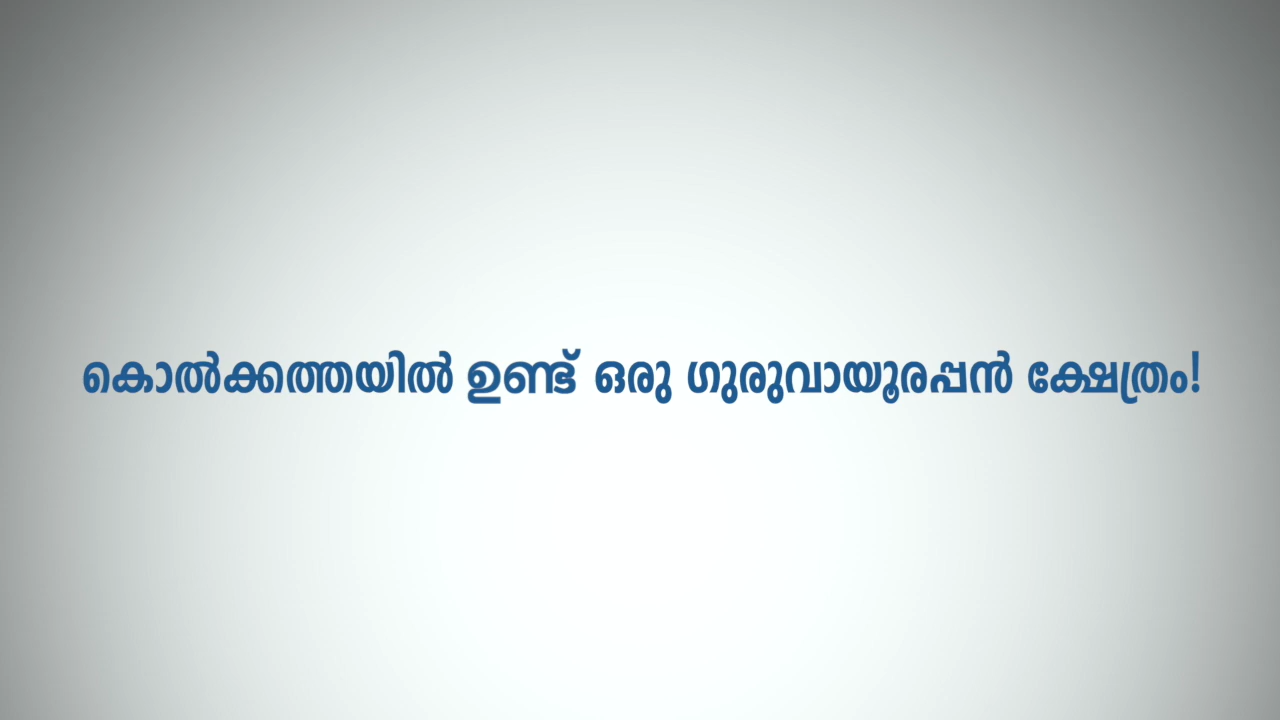 കൊൽക്കത്തയിൽ ഉണ്ട് ഒരു ഗുരുവായൂരപ്പൻ ക്ഷേത്രം!